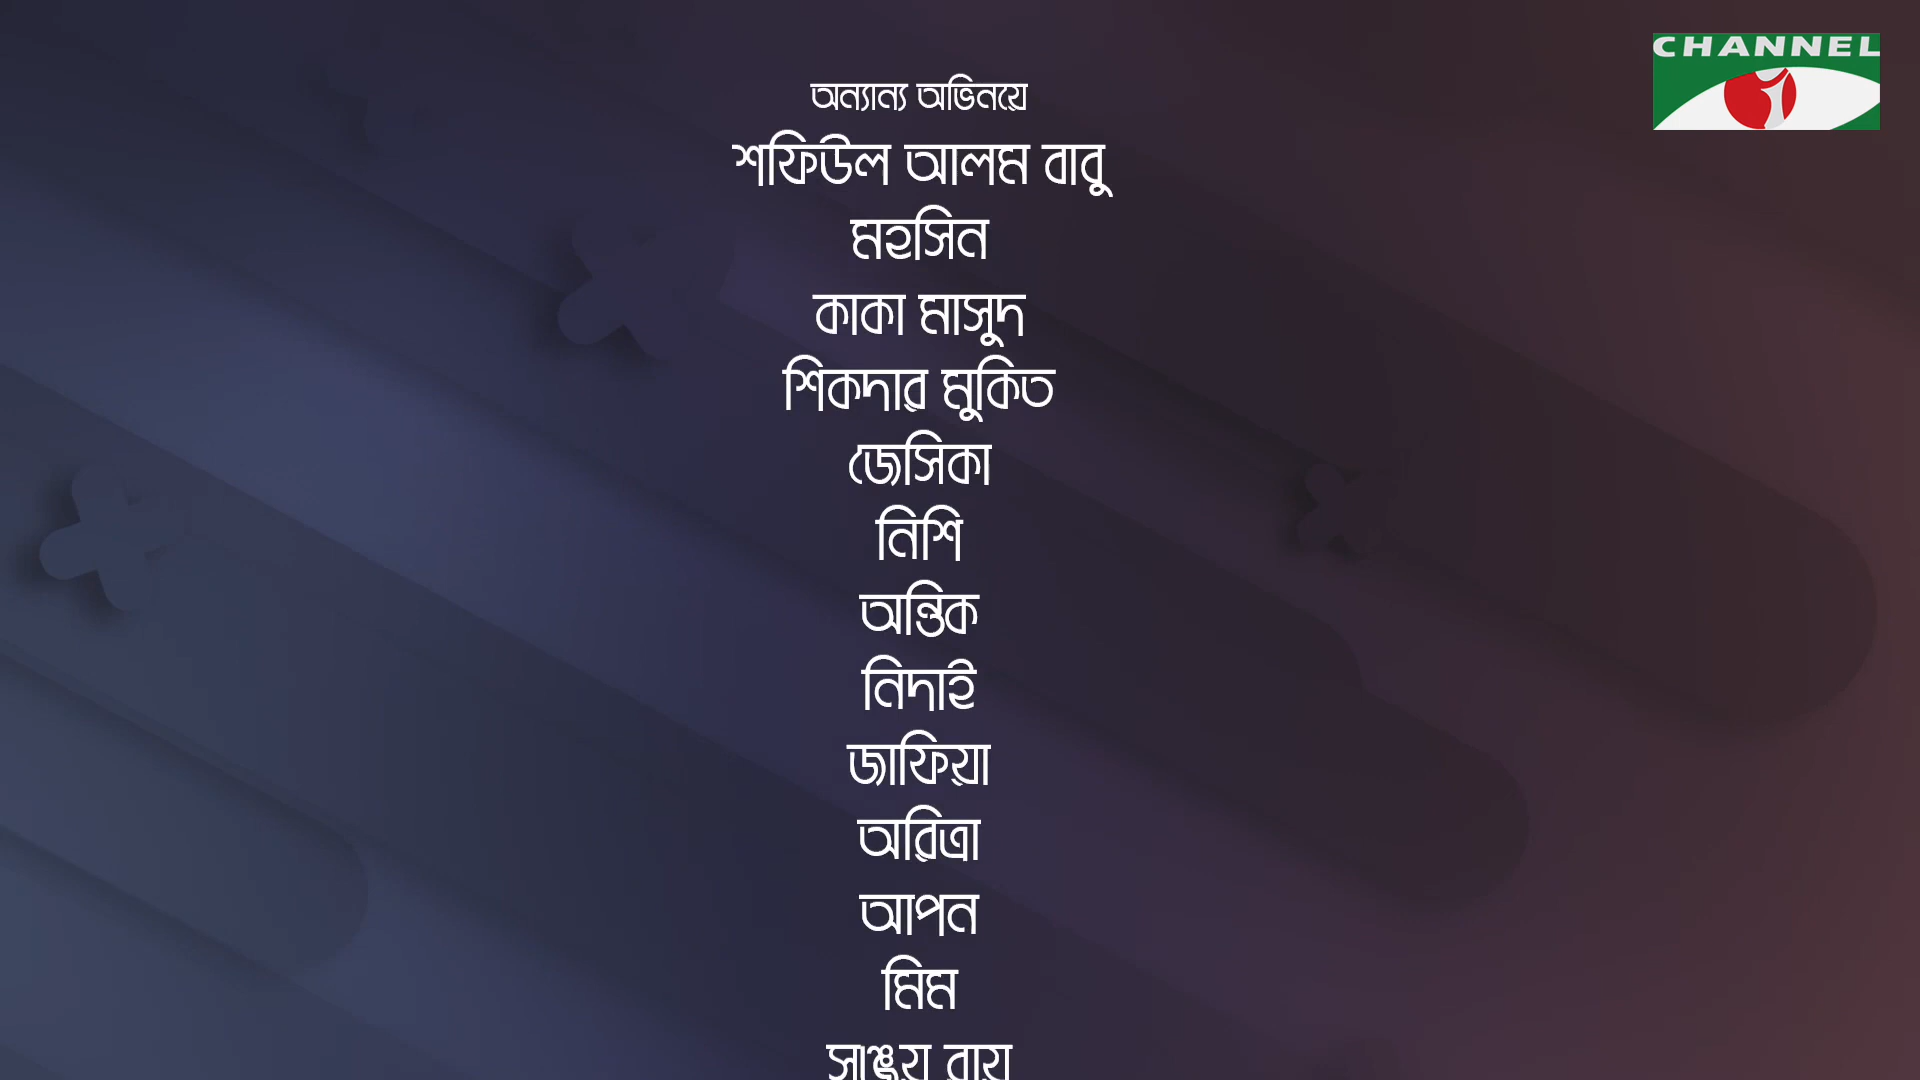 CHANNEL
অন্যান্য অভিনয়ে
শফিউল আলম বাবু
মহসিন
কাকা মাসুদ
শিকদার মুকিত
জেসিকা
নিশি
অন্তিক
নিদাই
জাফিয়া
অরিত্রা
আপন
মিম
রায়